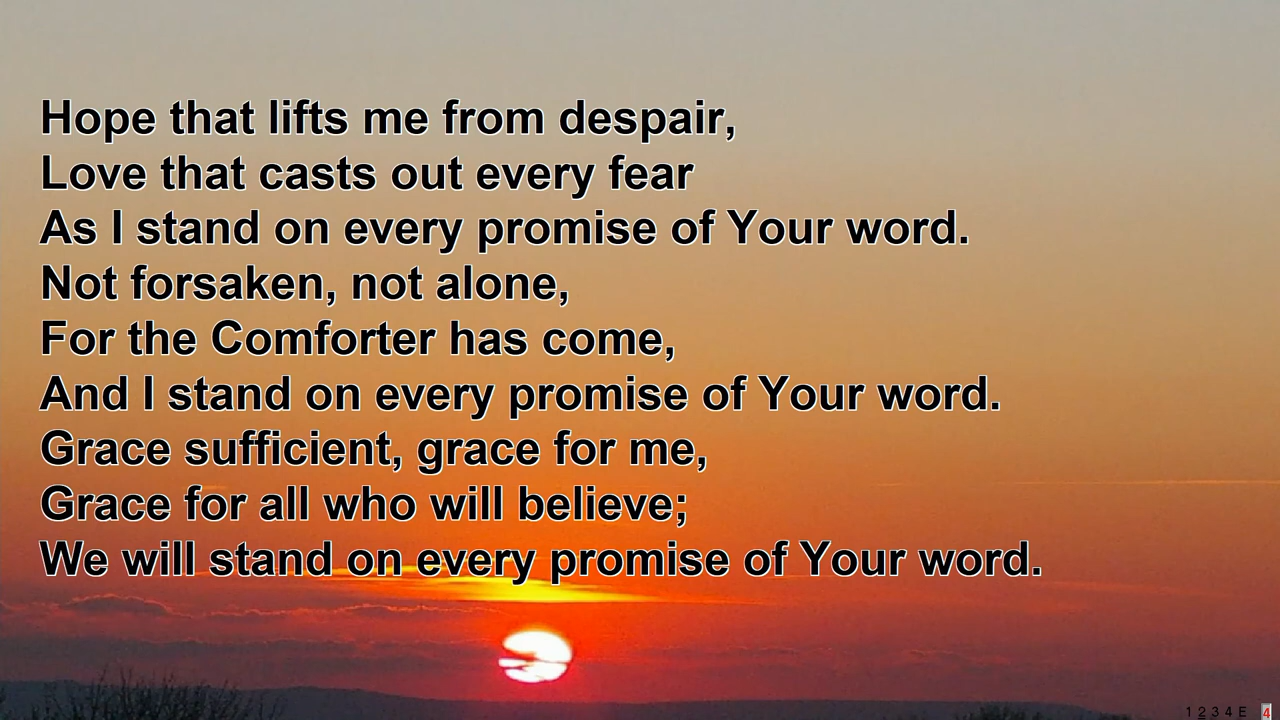 Hope that lifts me from despair,
Love that casts out every fear
As I stand on every promise of Your word.
Not forsaken, not alone,
For the Comforter has come,
And I stand on every promise of Your word.
Grace sufficient, grace for me,
Grace for all who will believe;
We will stand on every promise of Your word.
1 2 3 4 E 4